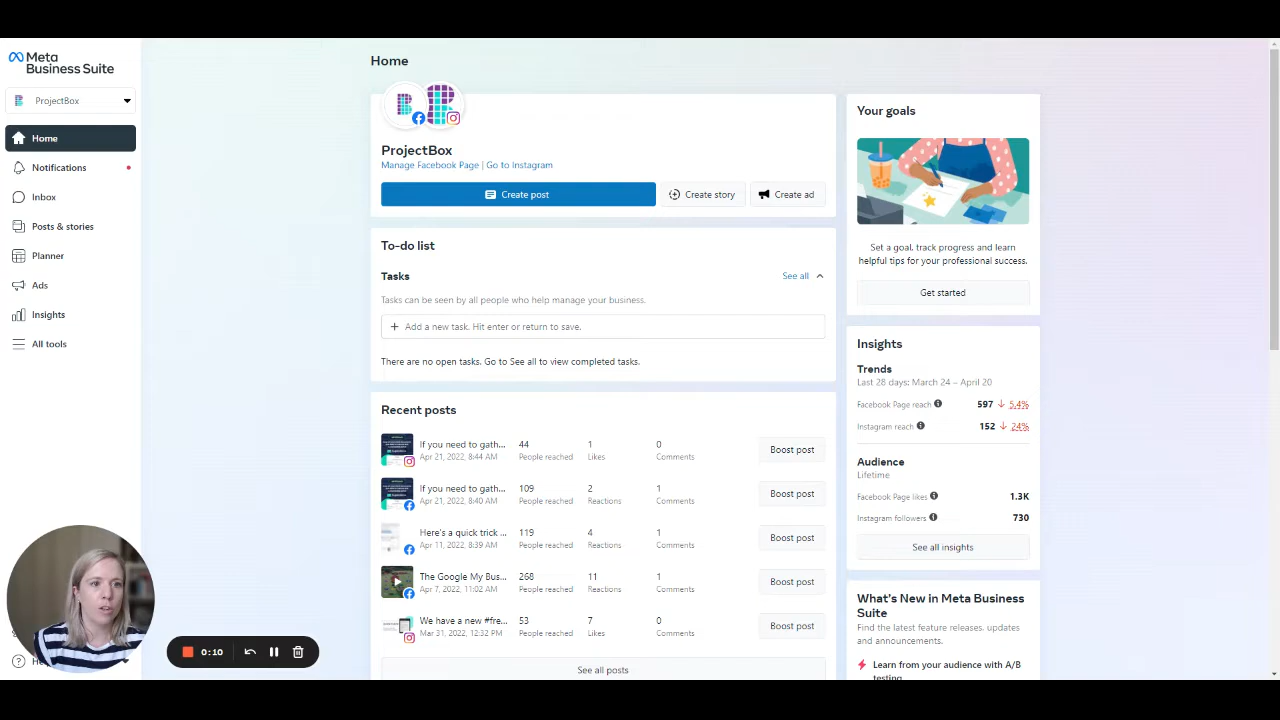 Meta
Business Suite
ProjectBox
Home
Notifications
Inbox
Posts & stories
Planner
Ads
Insights
All tools
Home
ProjectBox
Manage Facebook Page | Go to Instagram
Create post
Create story
Create ad
To-do list
Tasks
See all
Tasks can be seen by all people who help manage your business.
+ Add a new task. Hit enter or return to save.
There are no open tasks. Go to See all to view completed tasks.
Recent posts
If you need to gath... 44 1 0 Boost post
Apr 21, 2022, 8:44 AM People reached Likes Comments
If you need to gath... 109 2 1 Boost post
Apr 21, 2022, 8:40 AM People reached Reactions Comments
Here's a quick trick ... 119 4 1 Boost post
Apr 11, 2022, 8:39 AM People reached Reactions Comments
The Google My Bus... 268 11 1 Boost post
Apr 7, 2022, 11:02 AM People reached Reactions Comments
We have a new #fre... 53 7 0 Boost post
Mar 31, 2022, 12:32 PM People reached Likes Comments
See all posts
Your goals
Set a goal, track progress and learn
helpful tips for your professional success.
Get started
Insights
Trends
Last 28 days: March 24 – April 20
Facebook Page reach 597 ↓ 5.4%
Instagram reach 152 ↓ 24%
Audience
Lifetime
Facebook Page likes 1.3K
Instagram followers 730
See all insights
What's New in Meta Business
Suite
Find the latest feature releases, updates
and announcements.
Learn from your audience with A/B
testing
0:10